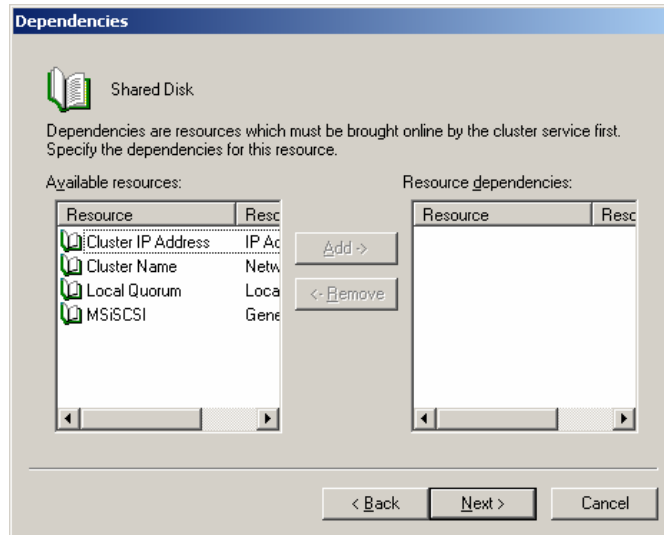 Dependencies
Shared Disk
Dependencies are resources which must be brought online by the cluster service first.
Specify the dependencies for this resource.
Available resources:
Resource dependencies:
Resource Resc
Cluster IP Address IP Ac
Cluster Name Netw
Local Quorum Loca
MSiSCSI Gene
Add ->
<- Remove
Resource Resc
< Back
Next >
Cancel